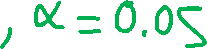 , α = 0.05